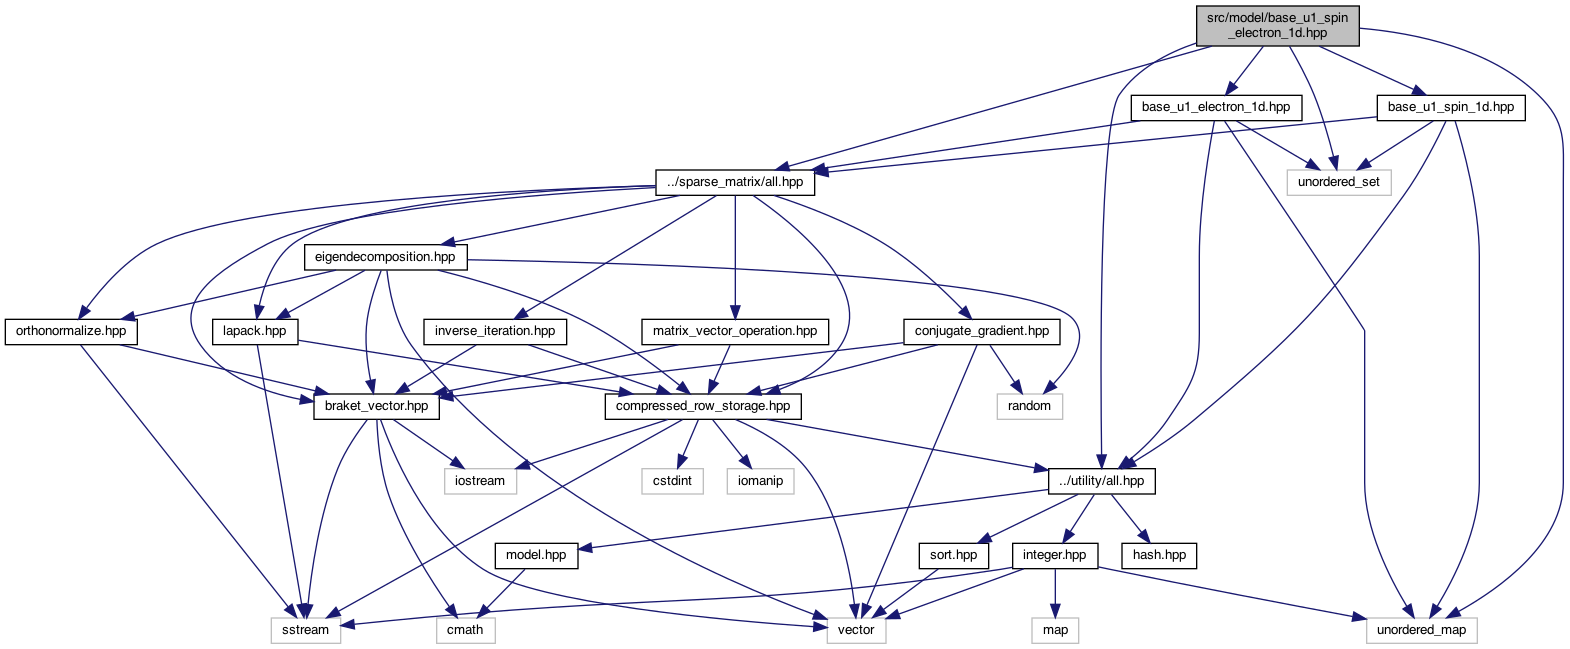 src/model/base_u1_spin
_electron_1d.hpp
base_u1_electron_1d.hpp
base_u1_spin_1d.hpp
../sparse_matrix/all.hpp
unordered_set
eigendecomposition.hpp
orthonormalize.hpp
lapack.hpp
inverse_iteration.hpp
matrix_vector_operation.hpp
conjugate_gradient.hpp
braket_vector.hpp
compressed_row_storage.hpp
random
iostream
cstdint
iomanip
../utility/all.hpp
model.hpp
sort.hpp
integer.hpp
hash.hpp
sstream
cmath
vector
map
unordered_map